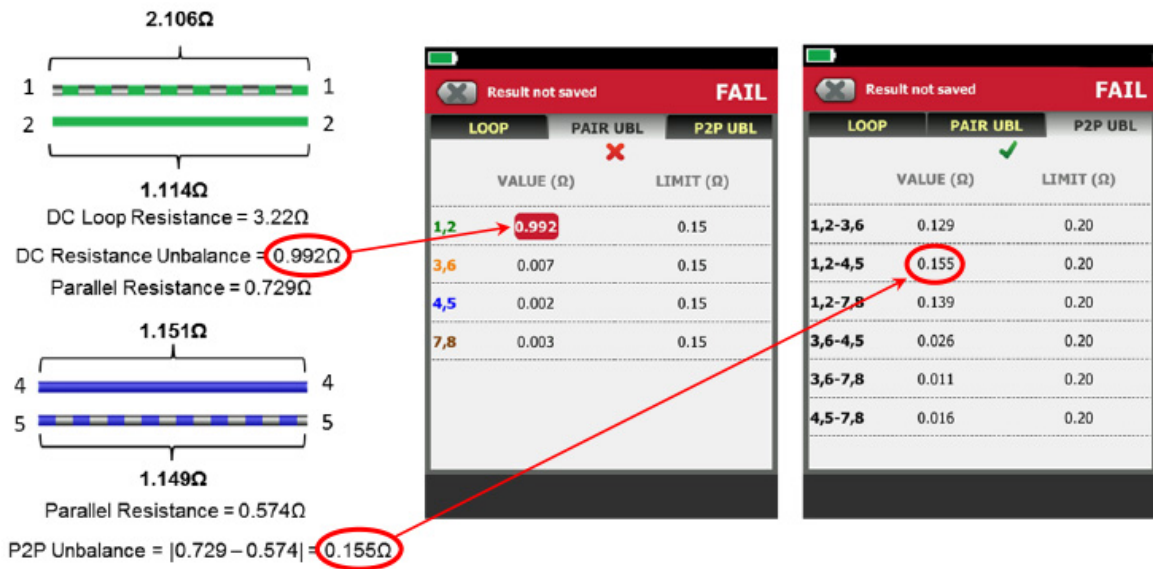 2.106Ω
1 1
2 2
1.114Ω
DC Loop Resistance = 3.22Ω
DC Resistance Unbalance = 0.992Ω
Parallel Resistance = 0.729Ω
1.151Ω
4 4
5 5
1.149Ω
Parallel Resistance = 0.574Ω
P2P Unbalance = |0.729 – 0.574| = 0.155Ω
Result not saved FAIL
LOOP PAIR UBL P2P UBL
VALUE (Ω) LIMIT (Ω)
1,2 0.992 0.15
3,6 0.007 0.15
4,5 0.002 0.15
7,8 0.003 0.15
Result not saved FAIL
LOOP PAIR UBL P2P UBL
VALUE (Ω) LIMIT (Ω)
1,2-3,6 0.129 0.20
1,2-4,5 0.155 0.20
1,2-7,8 0.139 0.20
3,6-4,5 0.026 0.20
3,6-7,8 0.011 0.20
4,5-7,8 0.016 0.20